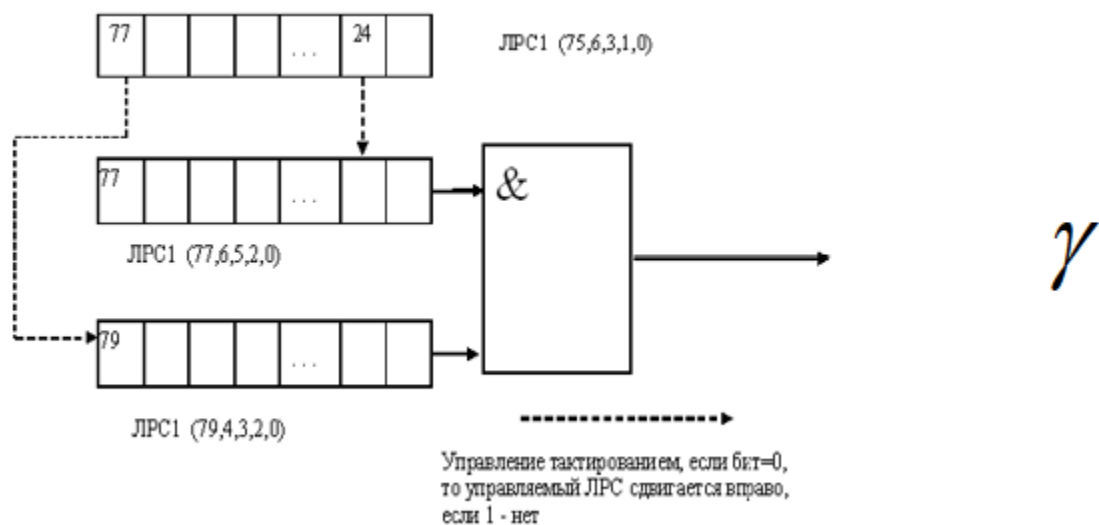 77 ... 24
ЛРС1 (75,6,3,1,0)
77 ...
&
ЛРС1 (77,6,5,2,0)
γ
79 ...
ЛРС1 (79,4,3,2,0)
Управление тактированием, если бит=0,
то управляемый ЛРС сдвигается вправо,
если 1 - нет